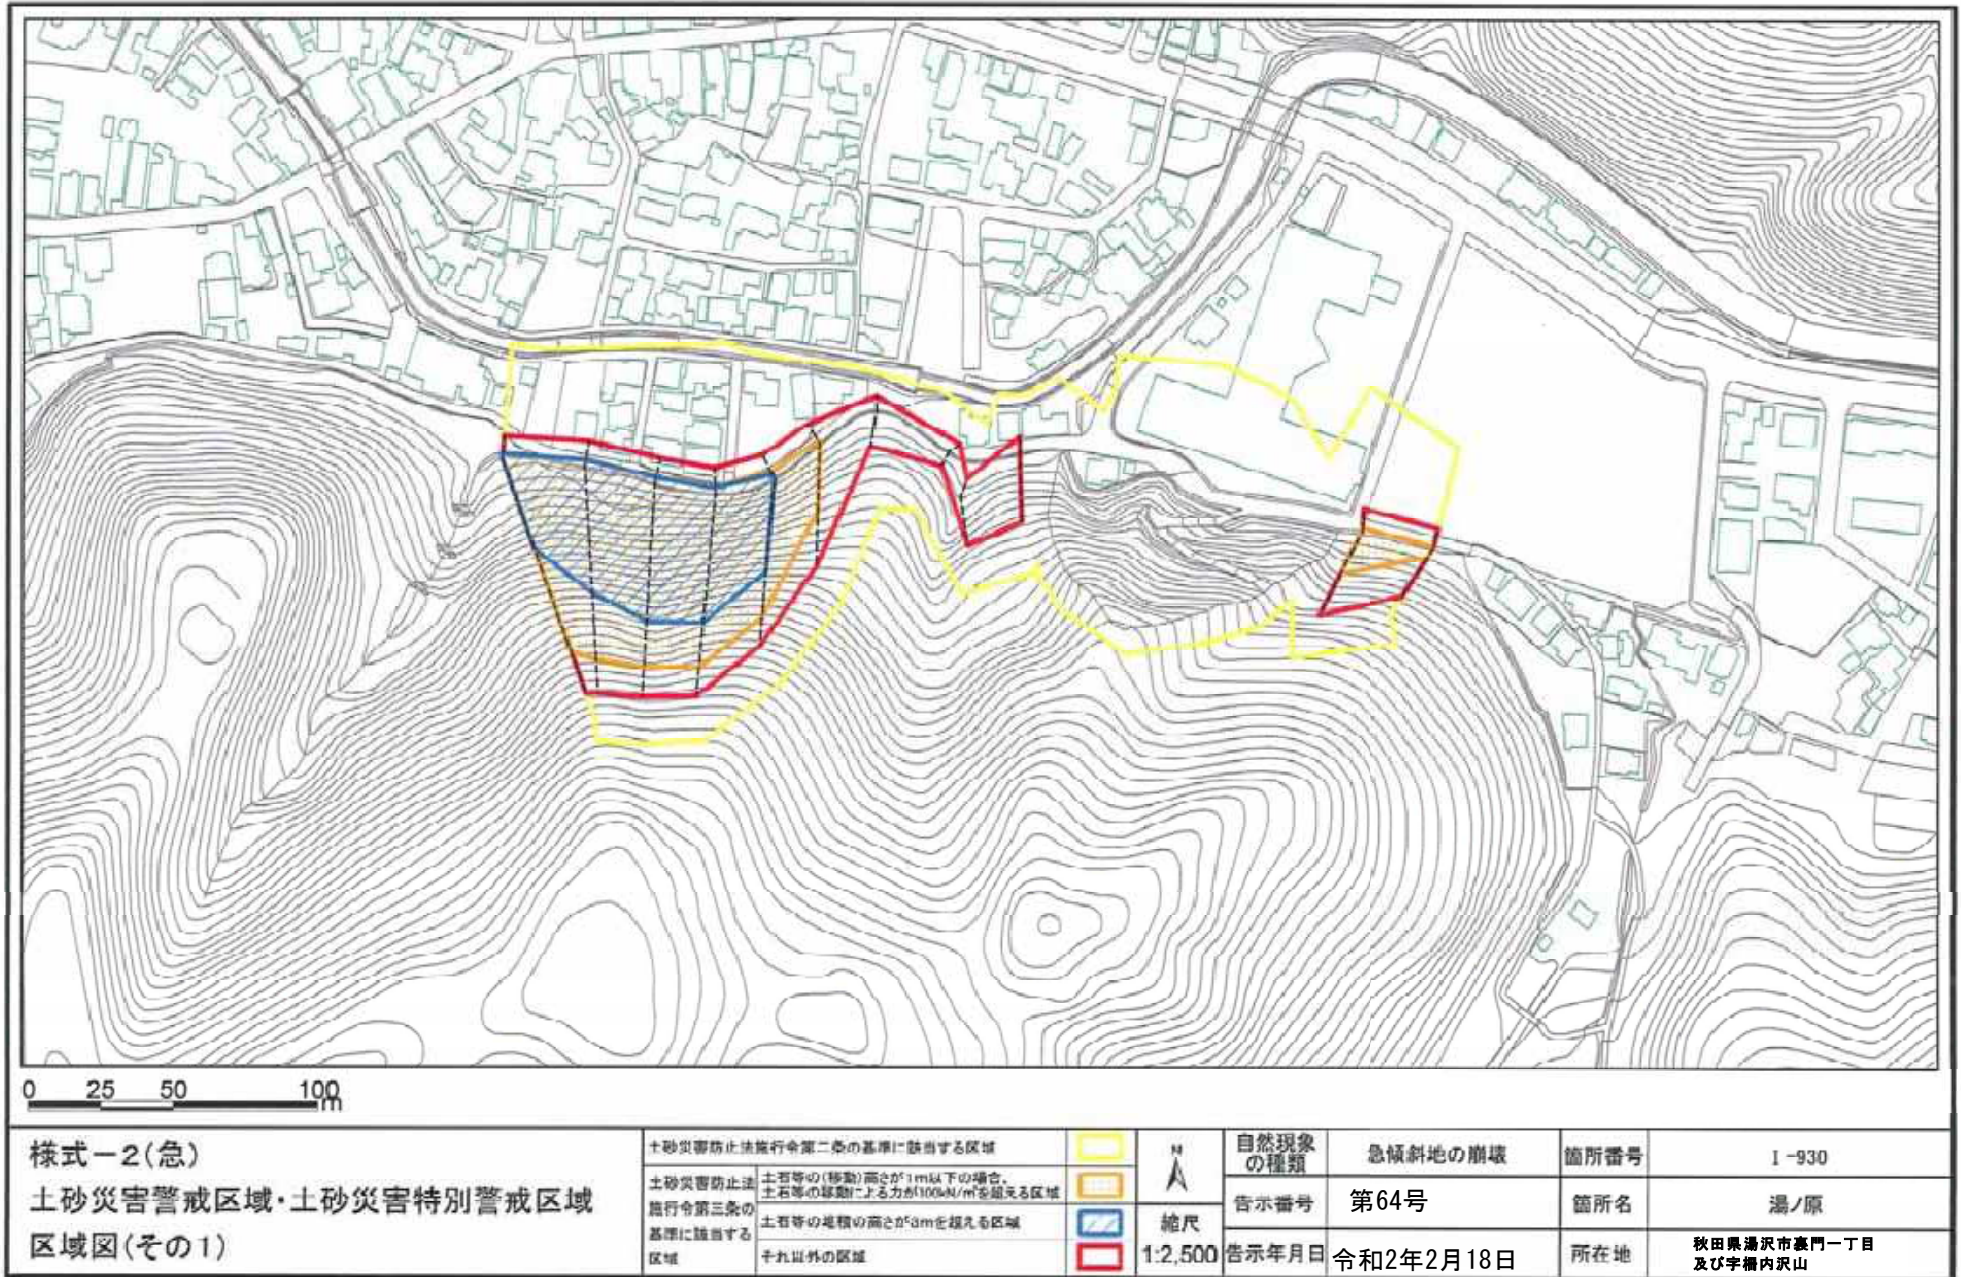 0 25 50 100
m
様式－2(急)
土砂災害警戒区域・土砂災害特別警戒区域
区域図(その1)
土砂災害防止法施行令第二条の基準に該当する区域
土砂災害防止法
施行令第三条の
基準に該当する
区域
土石等の(移動)高さが1m以下の場合、
土石等の移動による力が100kN/㎡を超える区域
土石等の堆積の高さが3mを超える区域
それ以外の区域
N
縮尺
1:2,500
自然現象
の種類
急傾斜地の崩壊
告示番号
第64号
告示年月日
令和2年2月18日
箇所番号
I-930
箇所名
湯ノ原
所在地
秋田県湯沢市裏門一丁目
及び字楢内沢山